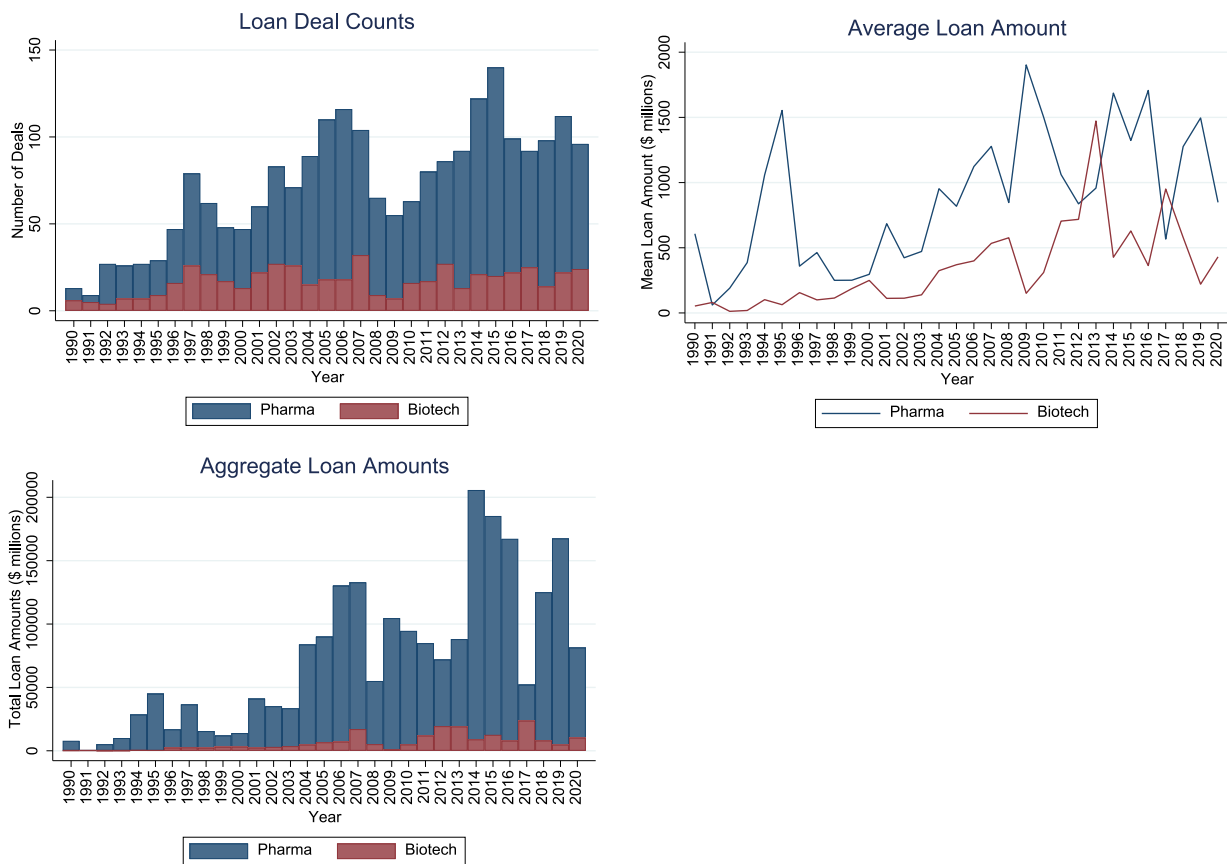 Loan Deal Counts
Number of Deals
150
100
50
0
1990 1991 1992 1993 1994 1995 1996 1997 1998 1999 2000 2001 2002 2003 2004 2005 2006 2007 2008 2009 2010 2011 2012 2013 2014 2015 2016 2017 2018 2019 2020
Year
Pharma Biotech
Average Loan Amount
Mean Loan Amount ($ millions)
2000
1500
1000
500
0
1990 1991 1992 1993 1994 1995 1996 1997 1998 1999 2000 2001 2002 2003 2004 2005 2006 2007 2008 2009 2010 2011 2012 2013 2014 2015 2016 2017 2018 2019 2020
Year
Pharma Biotech
Aggregate Loan Amounts
Total Loan Amounts ($ millions)
200000
150000
100000
50000
0
1990 1991 1992 1993 1994 1995 1996 1997 1998 1999 2000 2001 2002 2003 2004 2005 2006 2007 2008 2009 2010 2011 2012 2013 2014 2015 2016 2017 2018 2019 2020
Year
Pharma Biotech